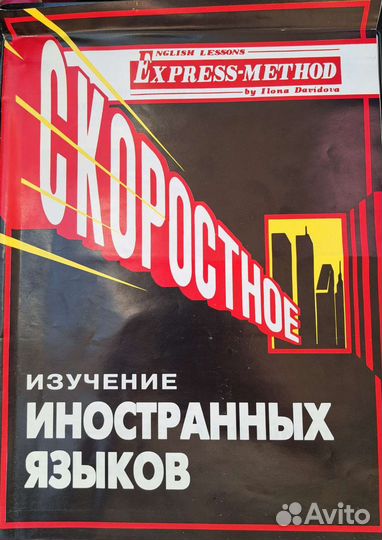 ENGLISH LESSONS
EXPRESS-METHOD
by Ilona Davidova
СКОРОСТНОЕ
ИЗУЧЕНИЕ
ИНОСТРАННЫХ
ЯЗЫКОВ
Avito